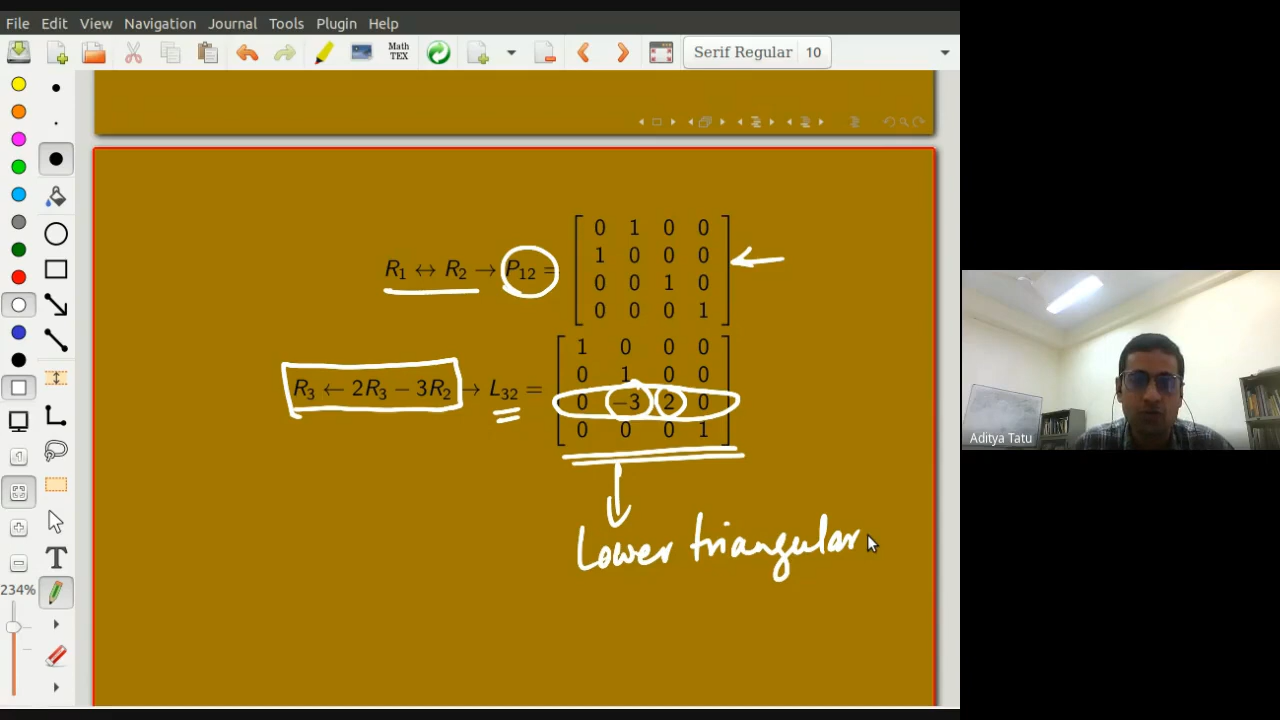 File Edit View Navigation Journal Tools Plugin Help
Math TEX Serif Regular 10
R1 ↔ R2 → P12 =
0 1 0 0
1 0 0 0
0 0 1 0
0 0 0 1
R3 ← 2R3 − 3R2 → L32 =
1 0 0 0
0 1 0 0
0 −3 2 0
0 0 0 1
Lower triangular
234%
Aditya Tatu